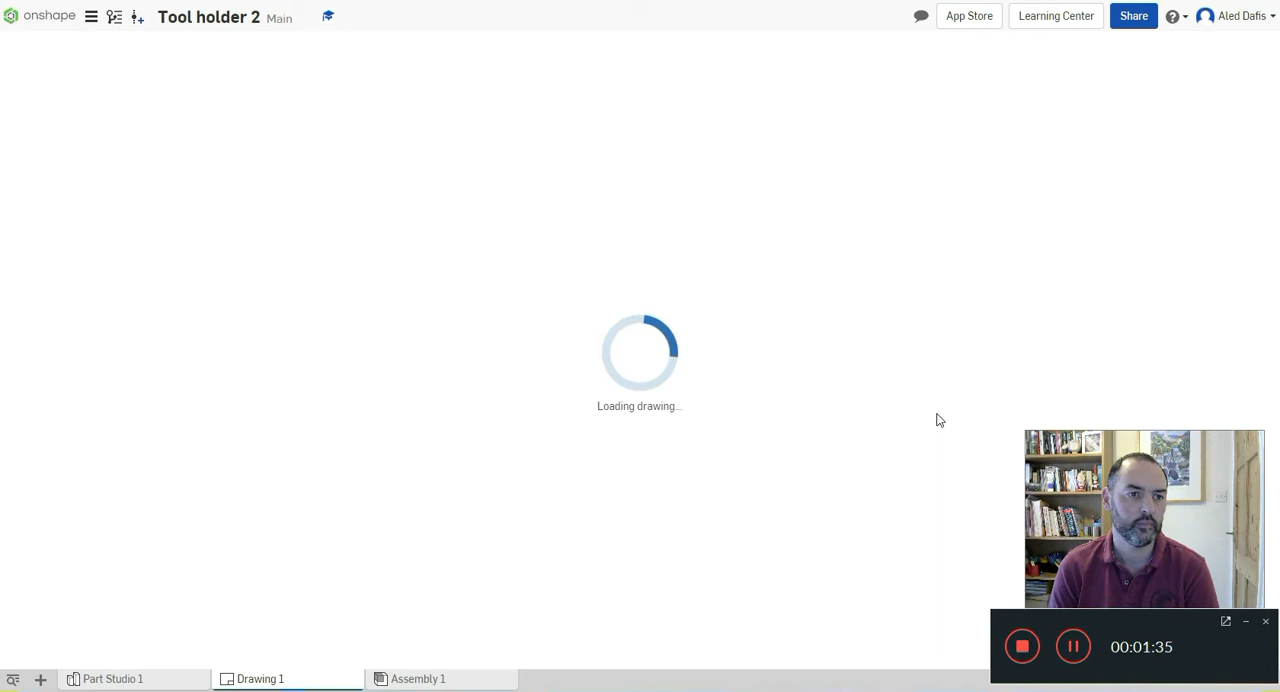 onshape Tool holder 2 Main App Store Learning Center Share Aled Dafis
Loading drawing...
00:01:35
Part Studio 1 Drawing 1 Assembly 1